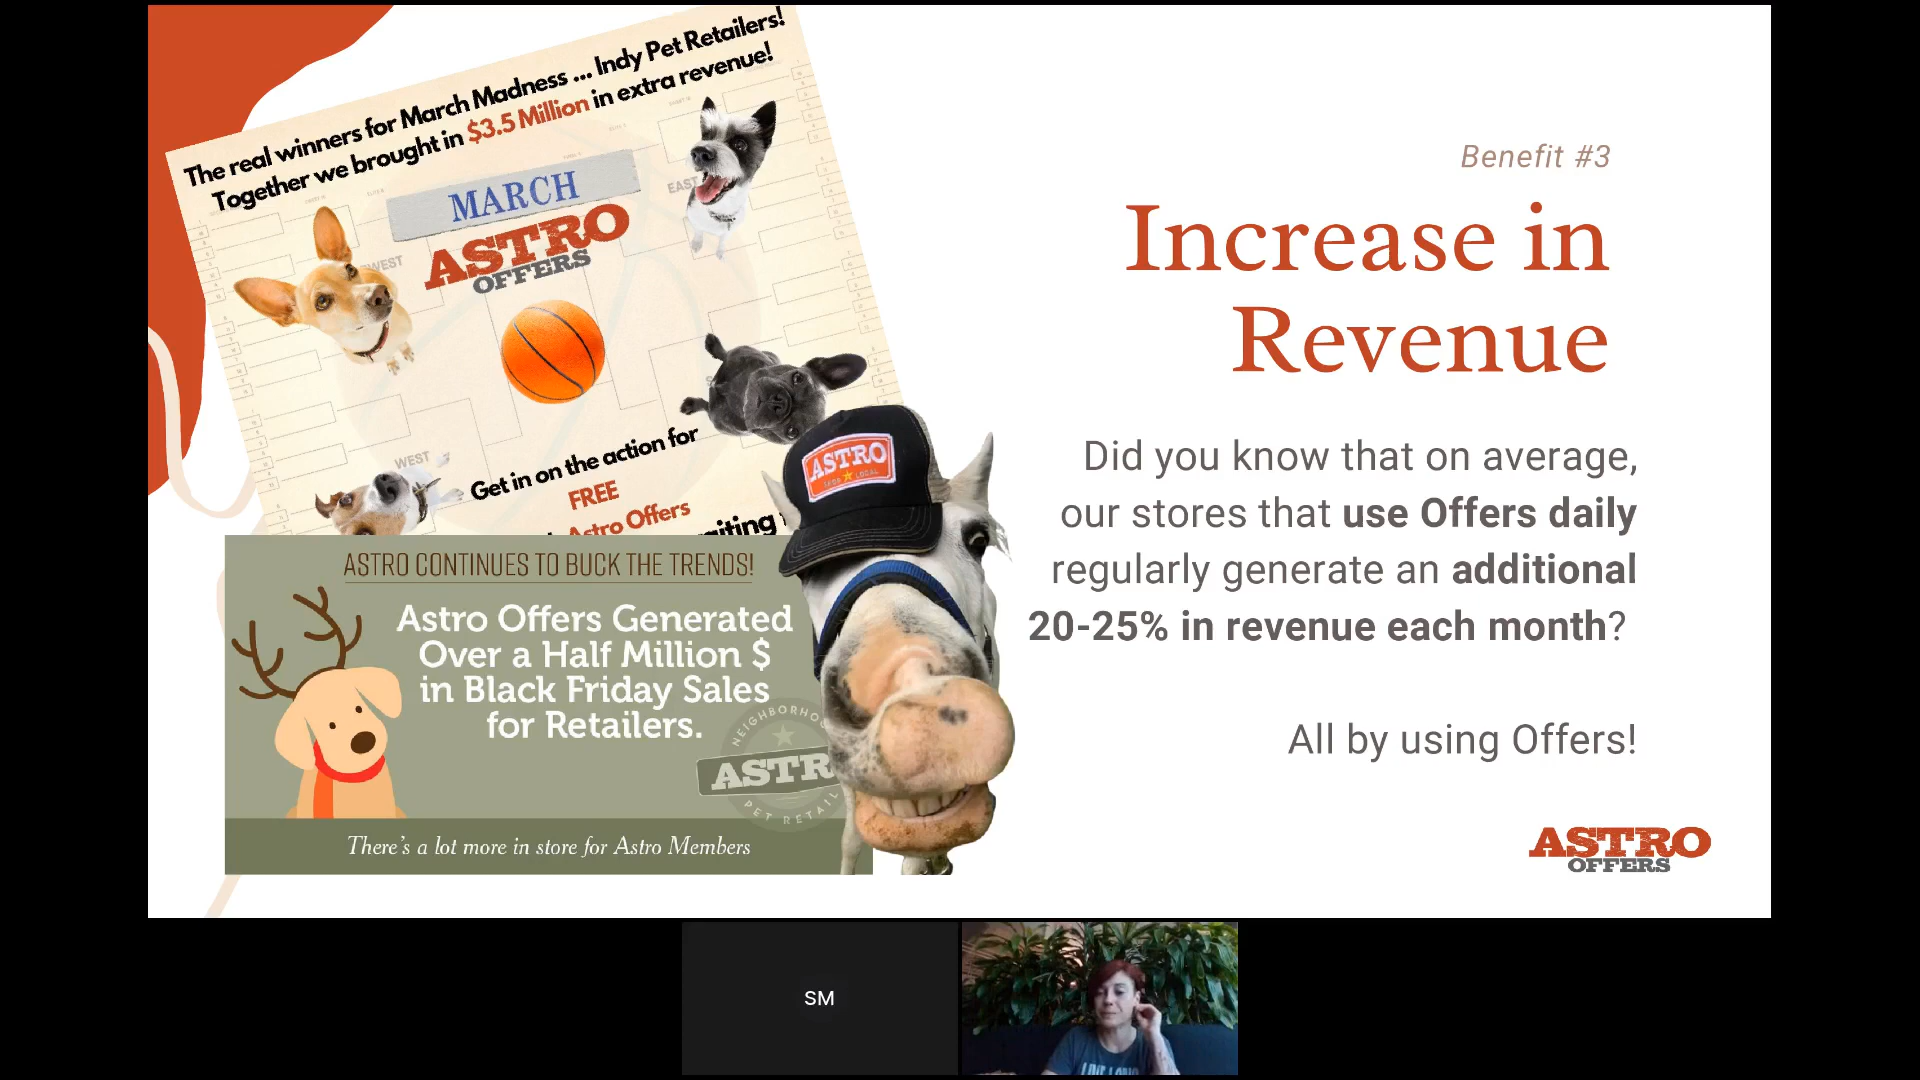 The real winners for March Madness ... Indy Pet Retailers!
Together we brought in $3.5 Million in extra revenue!
MARCH
ASTRO
OFFERS
EAST
WEST
WEST
Get in on the action for
FREE
Astro Offers
ASTRO
ASTRO CONTINUES TO BUCK THE TRENDS!
Astro Offers Generated
Over a Half Million $
in Black Friday Sales
for Retailers.
There's a lot more in store for Astro Members
Benefit #3
Increase in
Revenue
Did you know that on average,
our stores that use Offers daily
regularly generate an additional
20-25% in revenue each month?
All by using Offers!
ASTRO
OFFERS
SM